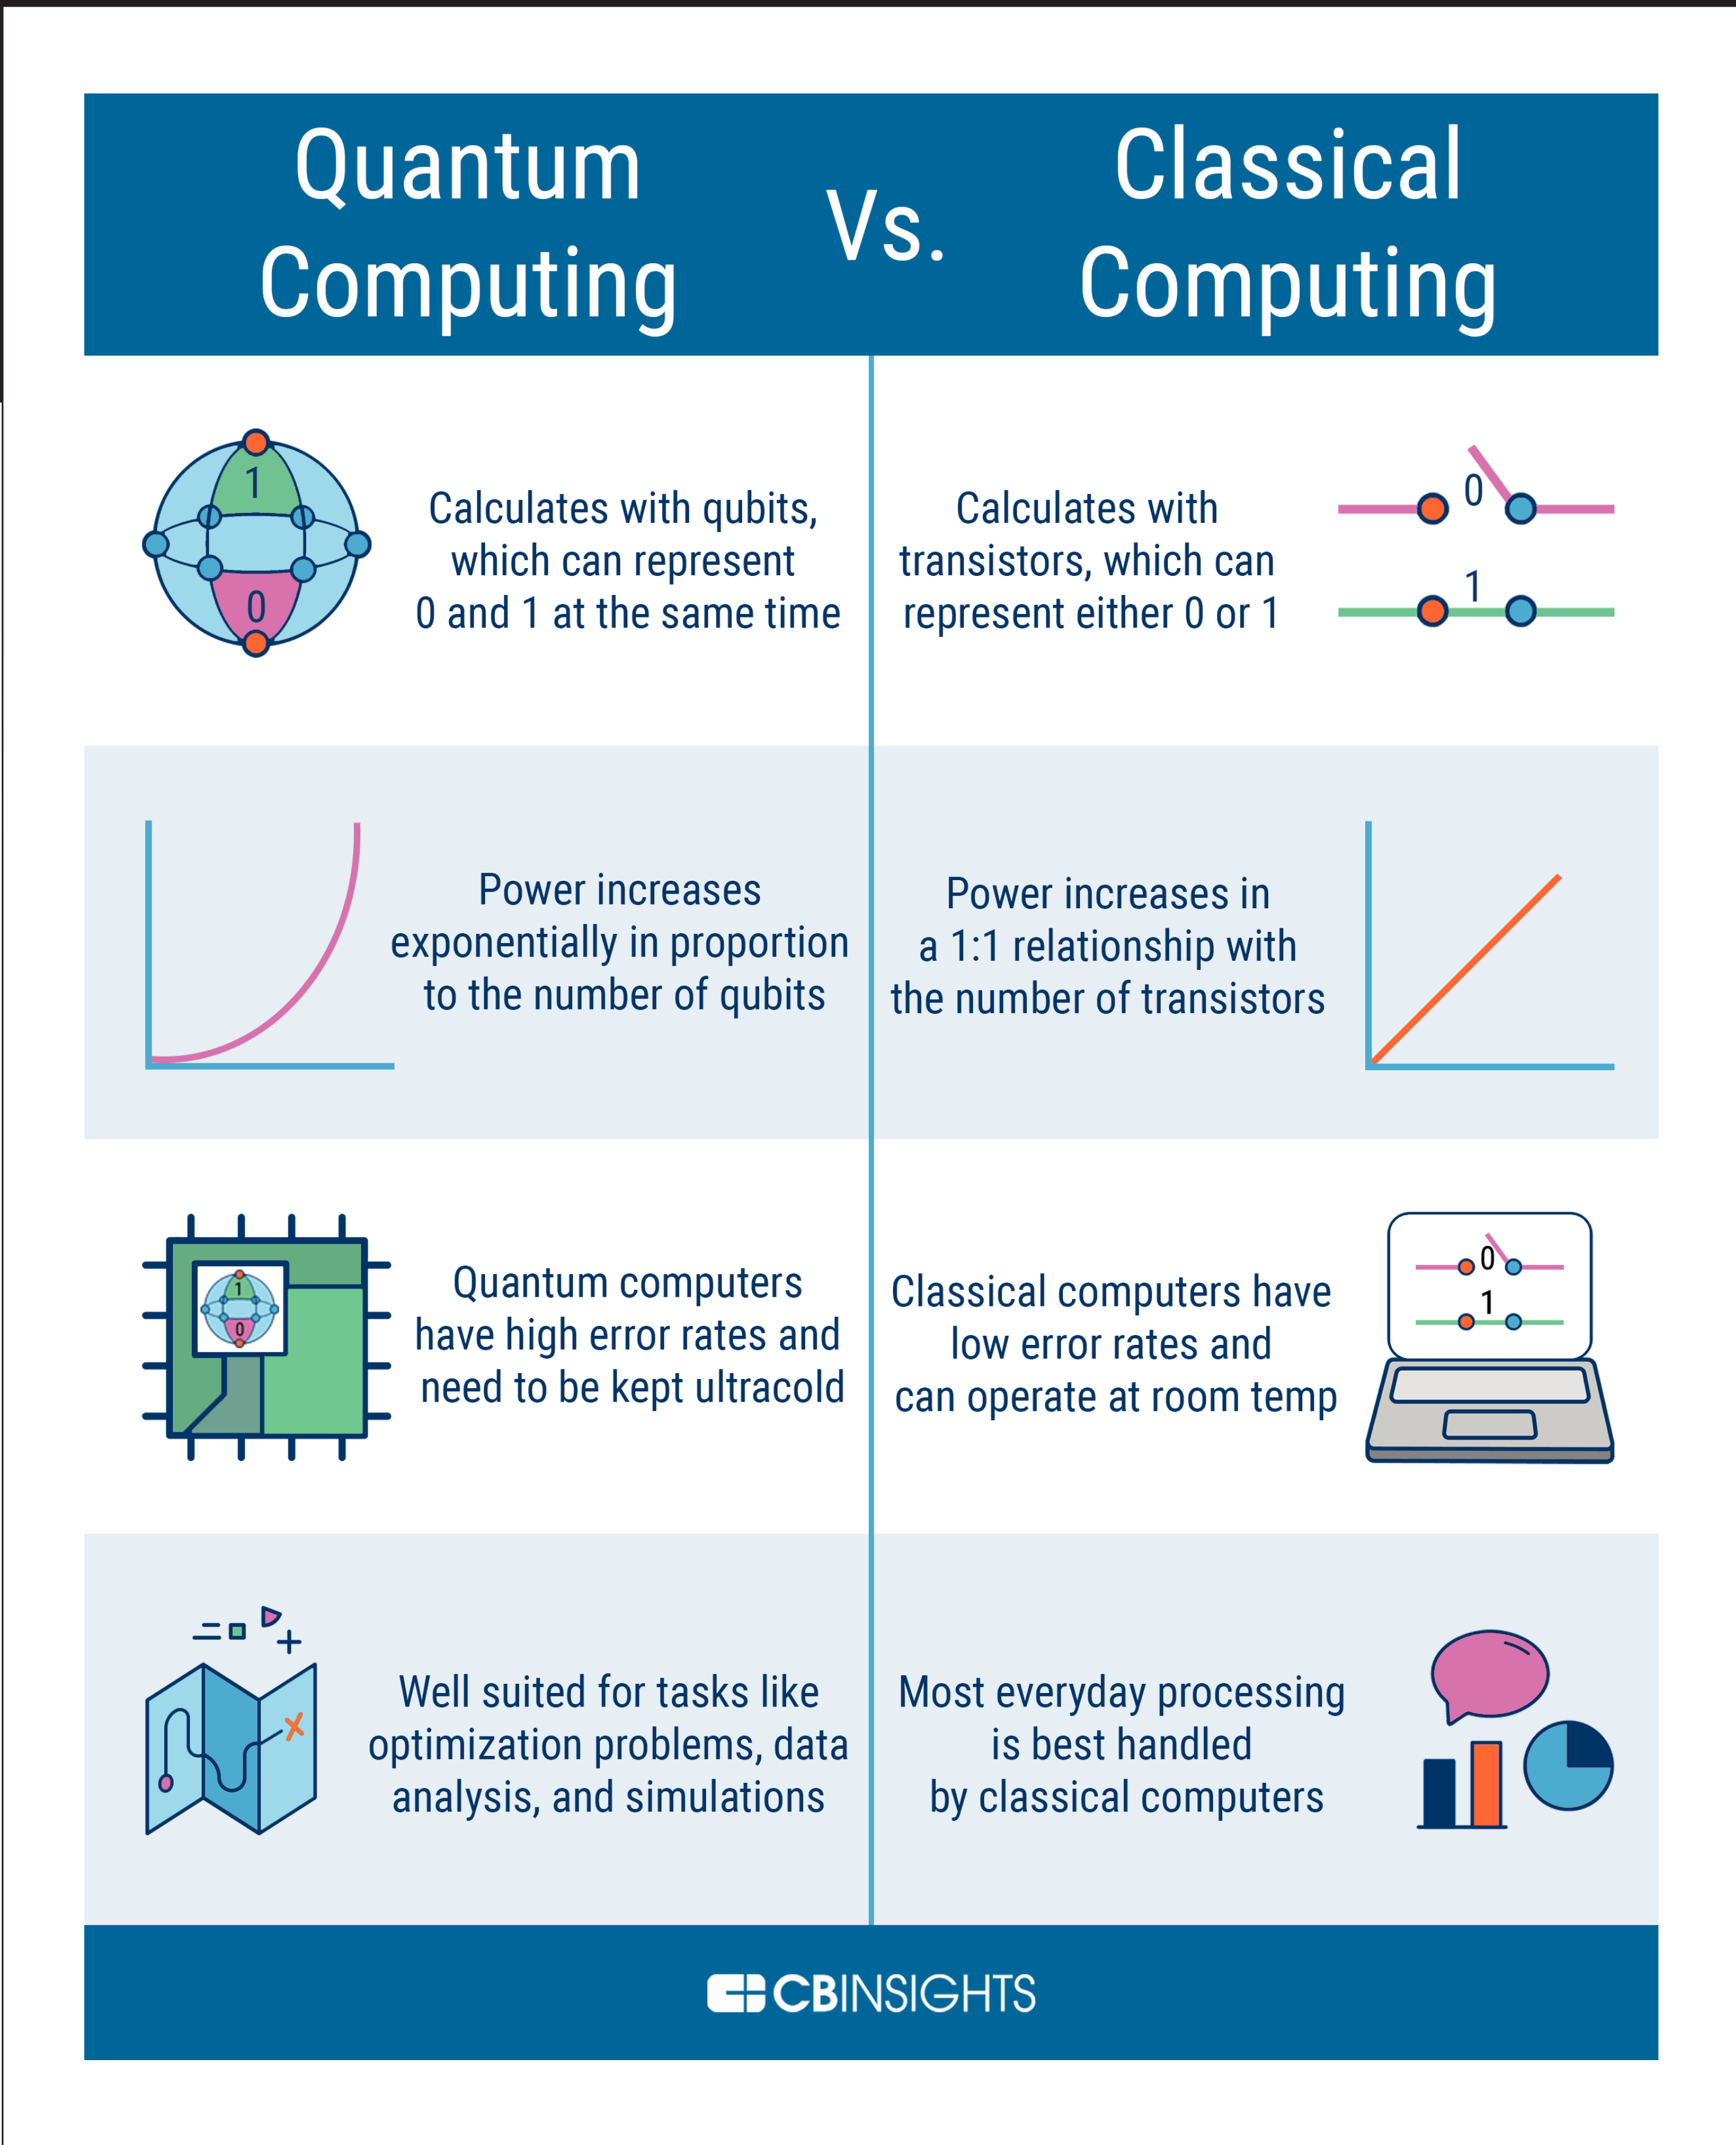 Quantum
Computing
Vs.
Classical
Computing
1
0
Calculates with qubits,
which can represent
0 and 1 at the same time
Calculates with
transistors, which can
represent either 0 or 1
0
1
Power increases
exponentially in proportion
to the number of qubits
Power increases in
a 1:1 relationship with
the number of transistors
1
0
Quantum computers
have high error rates and
need to be kept ultracold
Classical computers have
low error rates and
can operate at room temp
0
1
Well suited for tasks like
optimization problems, data
analysis, and simulations
Most everyday processing
is best handled
by classical computers
CBINSIGHTS